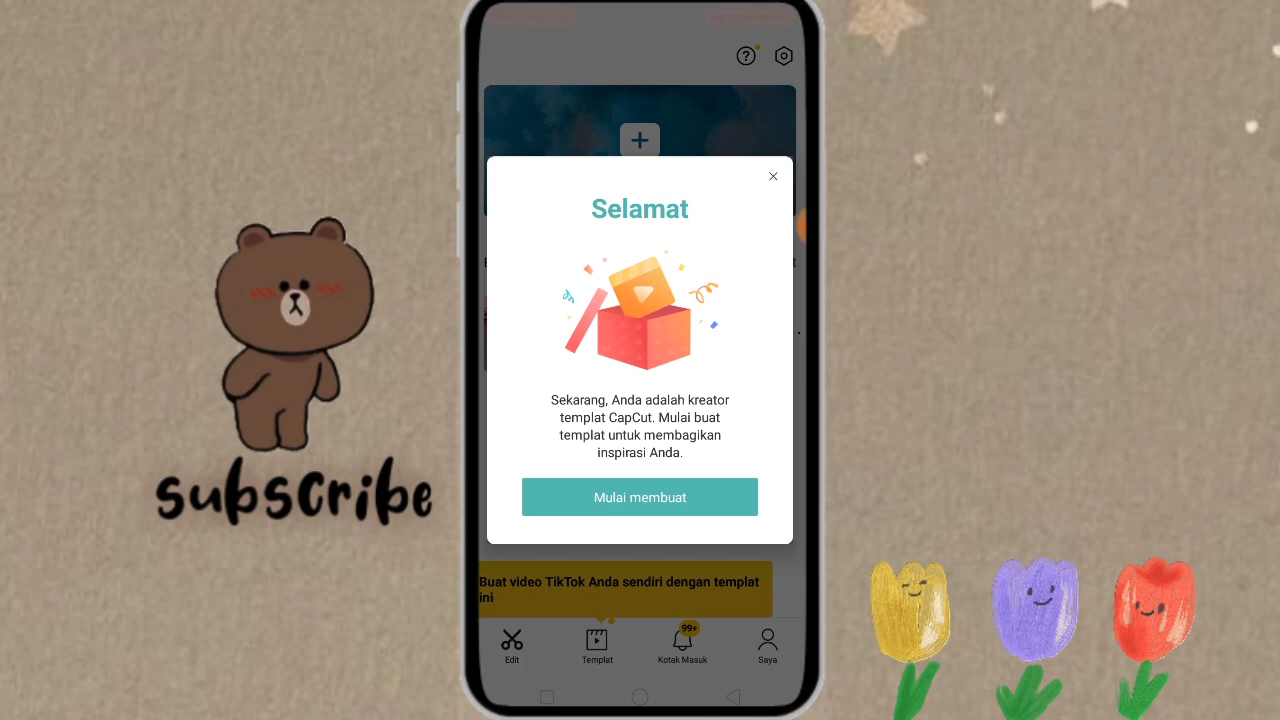 Selamat
Sekarang, Anda adalah kreator
templat CapCut. Mulai buat
templat untuk membagikan
inspirasi Anda.
Mulai membuat
subscribe
Buat video TikTok Anda sendiri dengan templat
ini
99+
Edit
Templat
Kotak Masuk
Saya